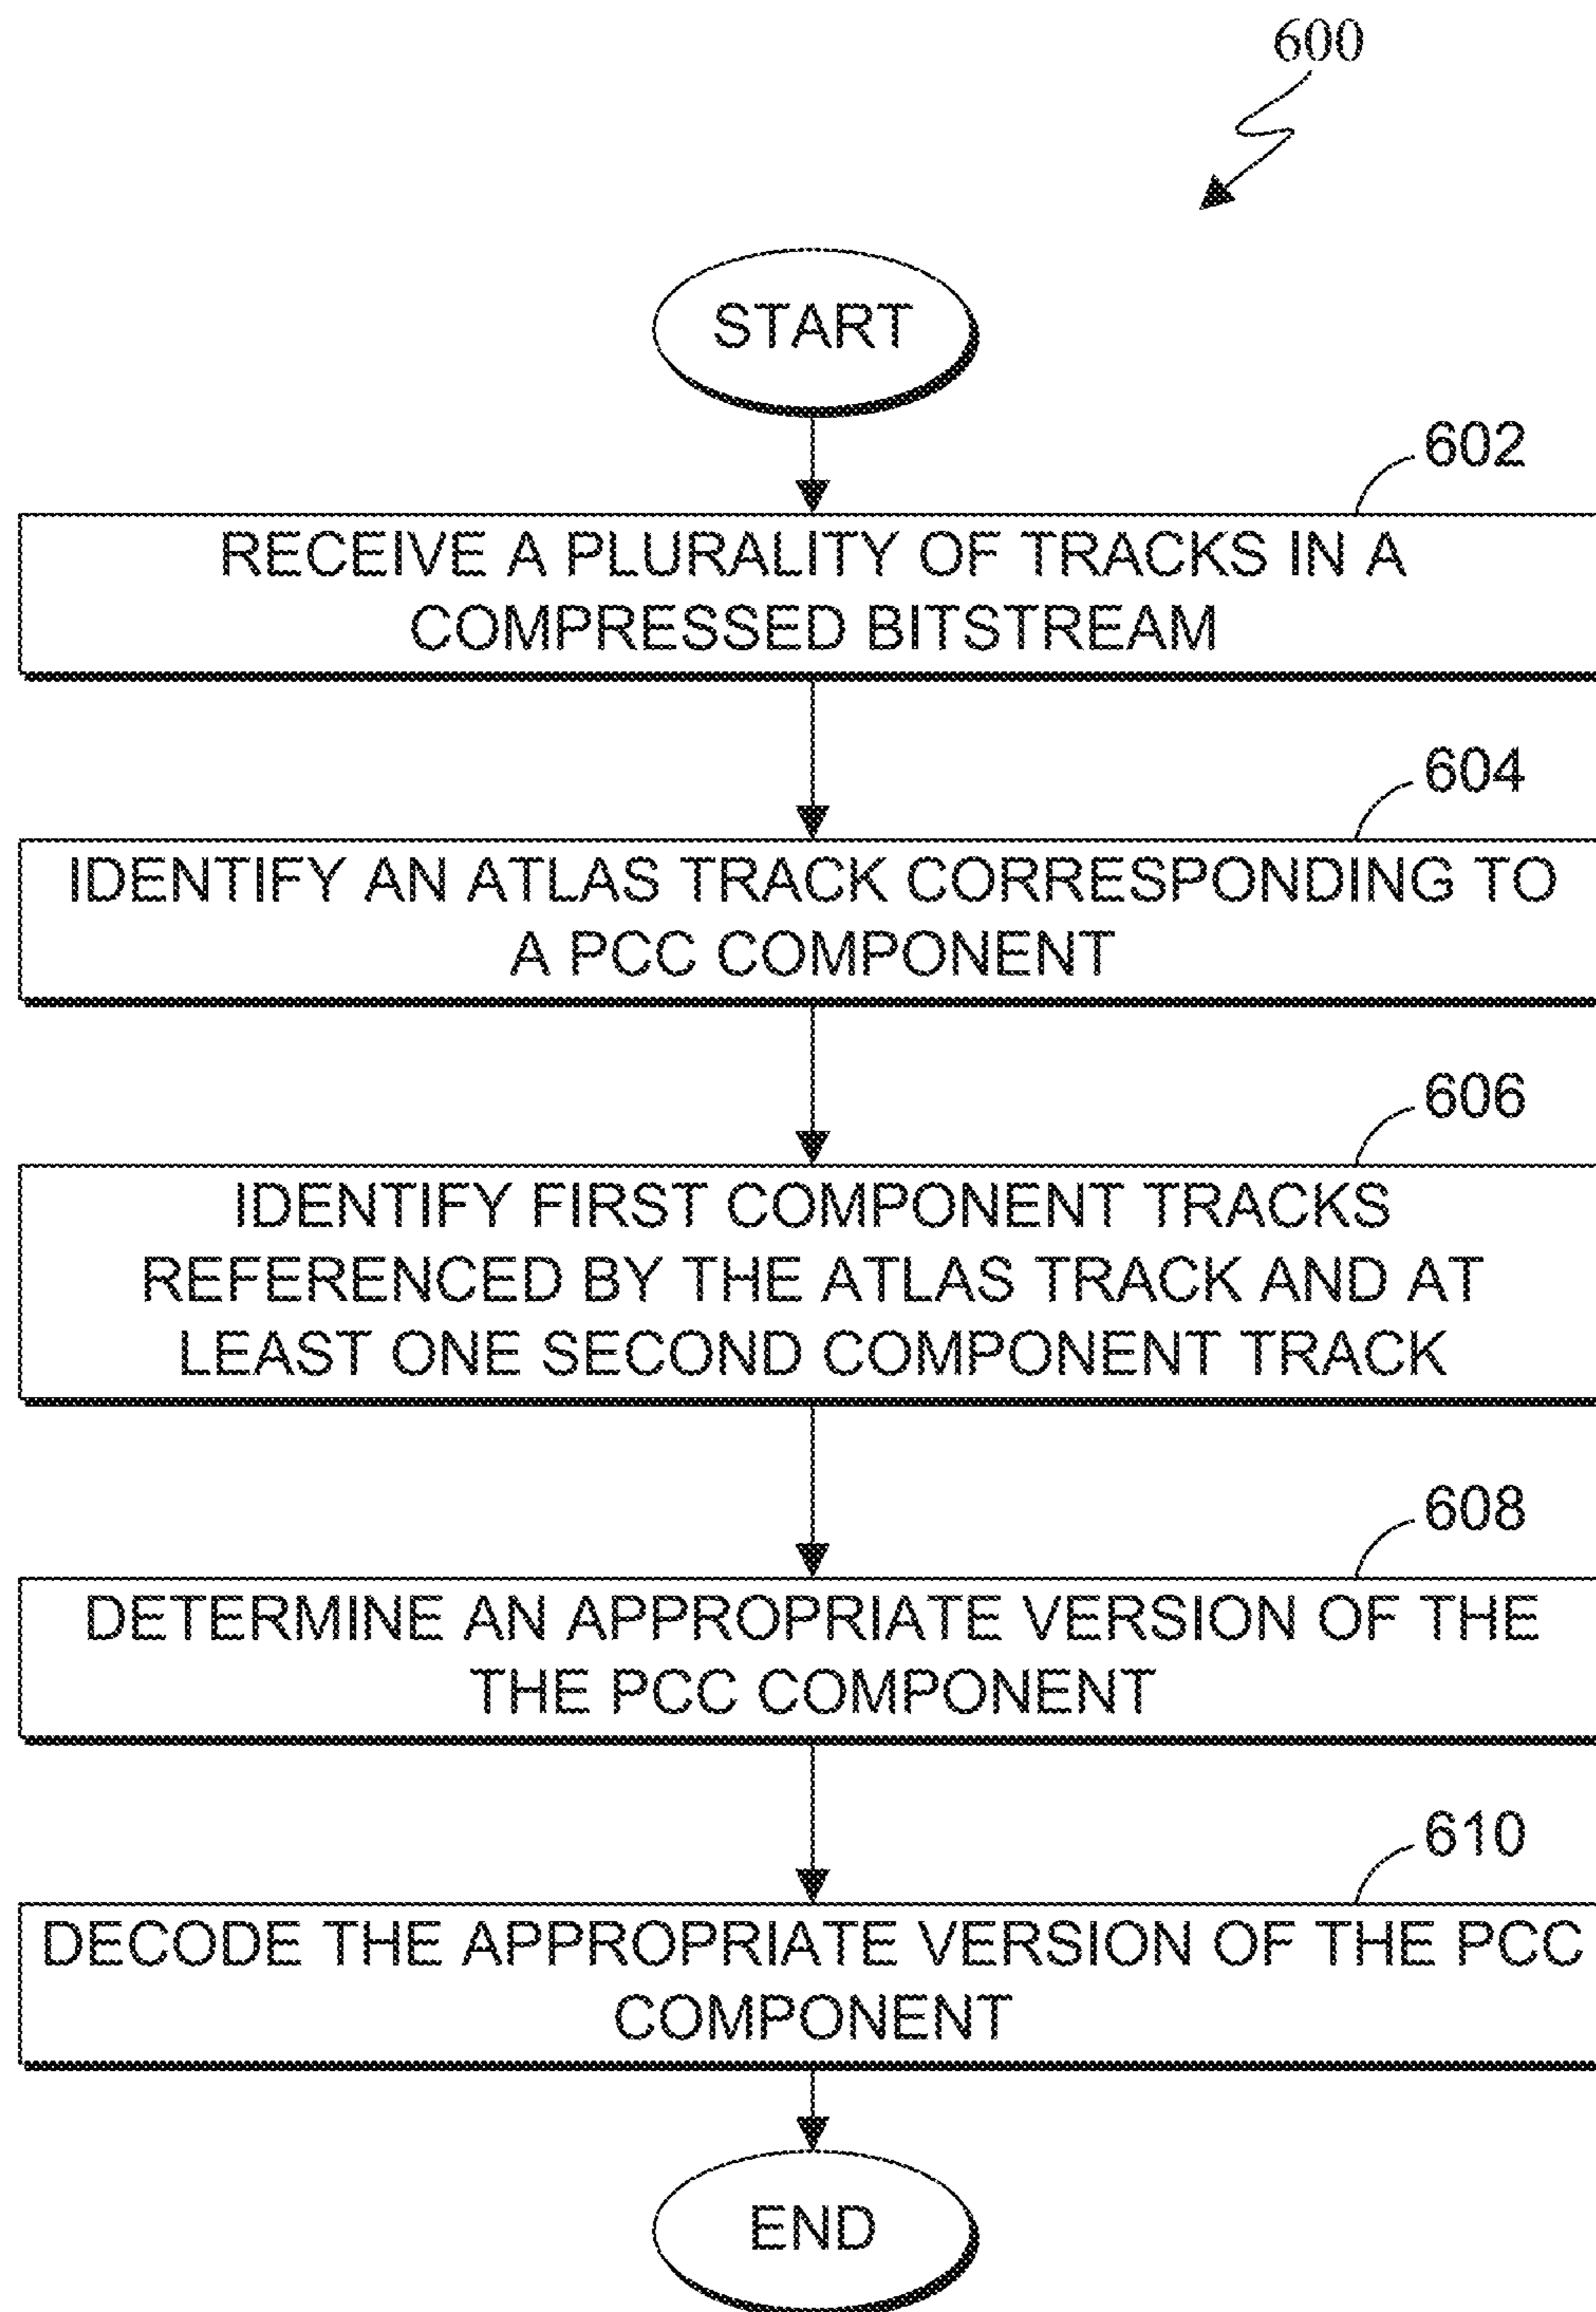 600
START
602
RECEIVE A PLURALITY OF TRACKS IN A
COMPRESSED BITSTREAM
604
IDENTIFY AN ATLAS TRACK CORRESPONDING TO
A PCC COMPONENT
606
IDENTIFY FIRST COMPONENT TRACKS
REFERENCED BY THE ATLAS TRACK AND AT
LEAST ONE SECOND COMPONENT TRACK
608
DETERMINE AN APPROPRIATE VERSION OF THE
THE PCC COMPONENT
610
DECODE THE APPROPRIATE VERSION OF THE PCC
COMPONENT
END